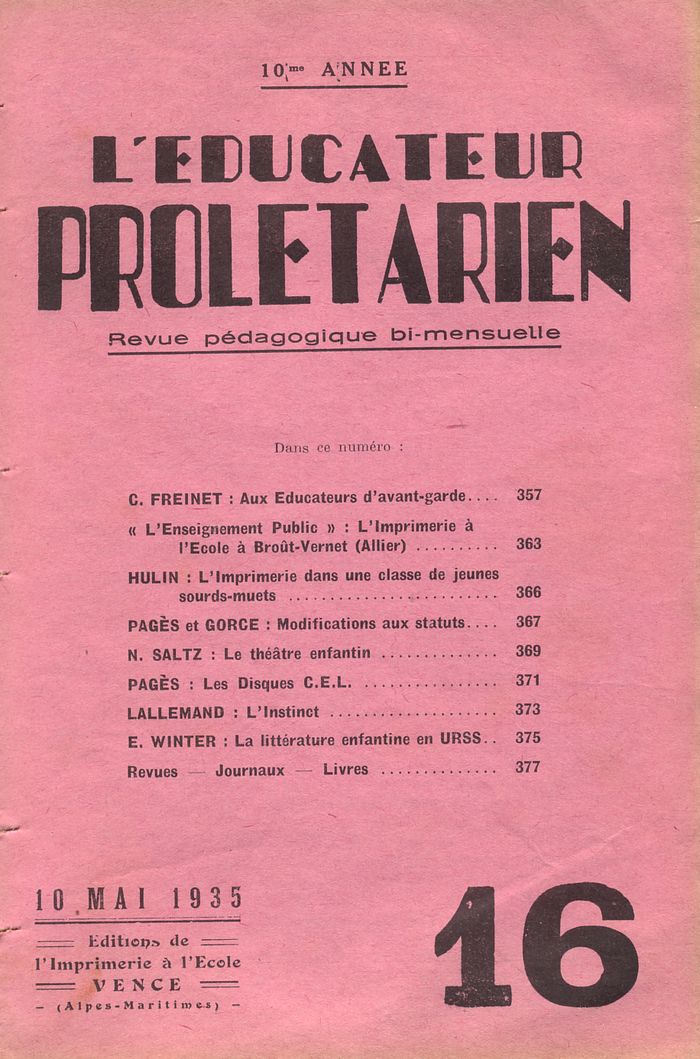 10me ANNEE
L'EDUCATEUR
PROLETARIEN
Revue pédagogique bi-mensuelle
Dans ce numéro :
C. FREINET : Aux Educateurs d'avant-garde.... 357
« L'Enseignement Public » : L'Imprimerie à
l'Ecole à Broût-Vernet (Allier) .......... 363
HULIN : L'Imprimerie dans une classe de jeunes
sourds-muets ........................ 366
PAGÈS et GORCE : Modifications aux statuts.... 367
N. SALTZ : Le théâtre enfantin .............. 369
PAGÈS : Les Disques C.E.L. ................ 371
LALLEMAND : L'Instinct .................... 373
E. WINTER : La littérature enfantine en URSS.. 375
Revues — Journaux — Livres .............. 377
10 MAI 1935
Editions de
l'Imprimerie à l'Ecole
VENCE
- (Alpes-Maritimes) -
16